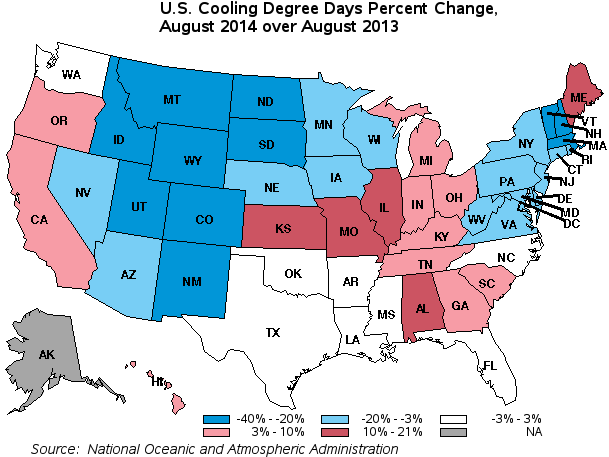 U.S. Cooling Degree Days Percent Change,
August 2014 over August 2013
WA
MT
ND
ME
OR
VT
MN
NH
ID
SD
WI
NY
MA
WY
MI
RI
CT
IA
PA
NJ
NE
NV
OH
DE
IL
IN
UT
MD
CO
WV
CA
VA
DC
KS
MO
KY
NC
TN
AZ
OK
NM
AR
SC
MS
AL
GA
TX
LA
AK
FL
HI
-40% - -20% -20% - -3% -3% - 3%
3% - 10% 10% - 21% NA
Source: National Oceanic and Atmospheric Administration